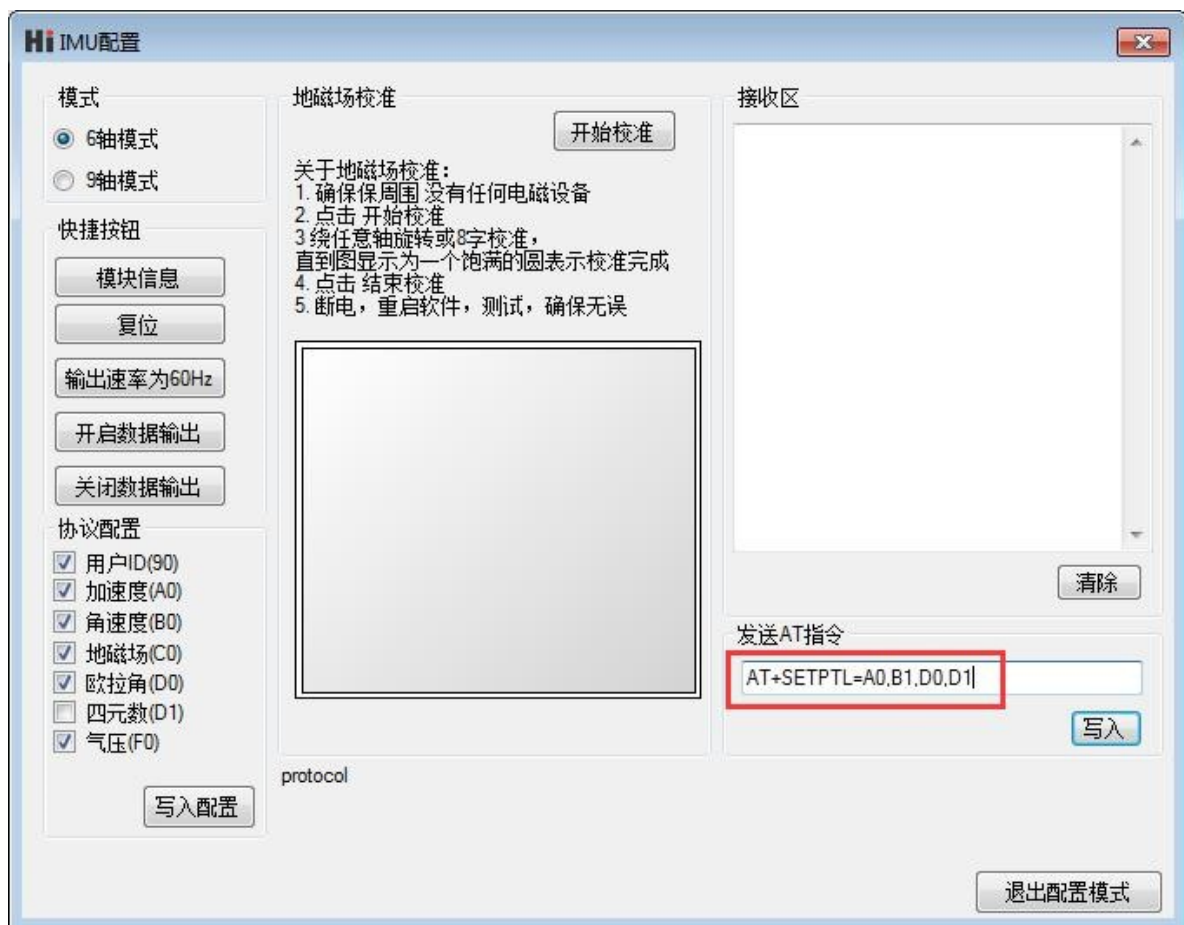 Hi IMU配置
模式
6轴模式
9轴模式
快捷按钮
模块信息
复位
输出速率为60Hz
开启数据输出
关闭数据输出
协议配置
用户ID(90)
加速度(A0)
角速度(B0)
地磁场(C0)
欧拉角(D0)
四元数(D1)
气压(F0)
写入配置
地磁场校准
开始校准
关于地磁场校准：
1. 确保保周围 没有任何电磁设备
2. 点击 开始校准
3 绕任意轴旋转或8字校准，
直到图显示为一个饱满的圆表示校准完成
4. 点击 结束校准
5. 断电，重启软件，测试，确保无误
protocol
接收区
清除
发送AT指令
AT+SETPTL=A0,B1,D0,D1
写入
退出配置模式